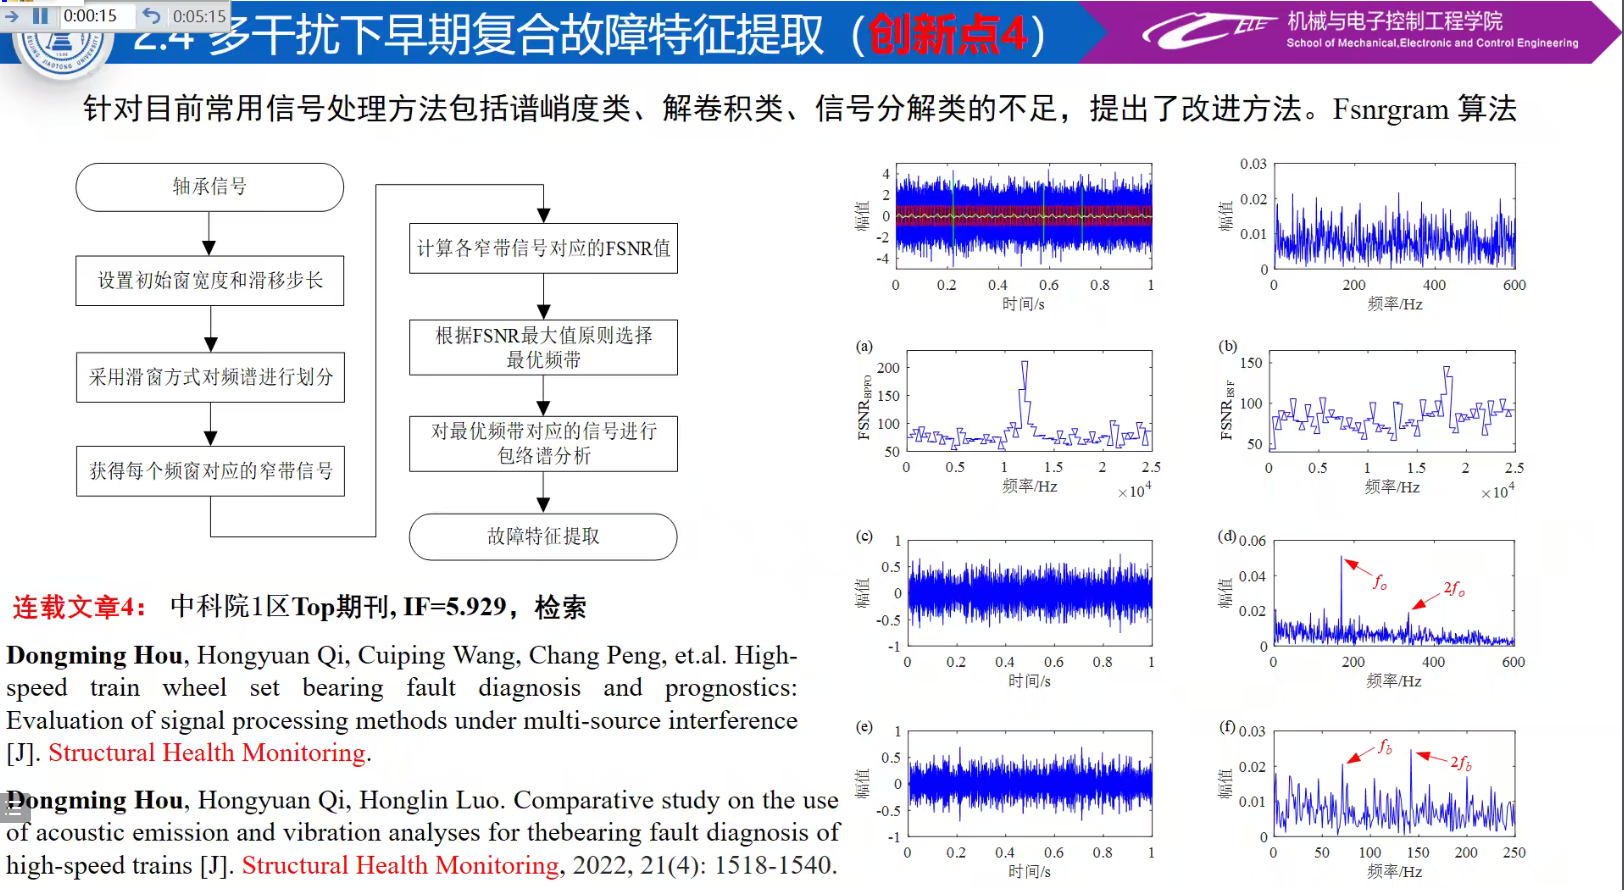 0:00:15
0:05:15
2.4 多干扰下早期复合故障特征提取（创新点4）
机械与电子控制工程学院
School of Mechanical,Electronic and Control Engineering
针对目前常用信号处理方法包括谱峭度类、解卷积类、信号分解类的不足，提出了改进方法。Fsnrgram 算法
轴承信号
设置初始窗宽度和滑移步长
采用滑窗方式对频谱进行划分
获得每个频窗对应的窄带信号
计算各窄带信号对应的FSNR值
根据FSNR最大值原则选择
最优频带
对最优频带对应的信号进行
包络谱分析
故障特征提取
连载文章4： 中科院1区Top期刊, IF=5.929，检索
Dongming Hou, Hongyuan Qi, Cuiping Wang, Chang Peng, et.al. High-
speed train wheel set bearing fault diagnosis and prognostics:
Evaluation of signal processing methods under multi-source interference
[J]. Structural Health Monitoring.
Dongming Hou, Hongyuan Qi, Honglin Luo. Comparative study on the use
of acoustic emission and vibration analyses for thebearing fault diagnosis of
high-speed trains [J]. Structural Health Monitoring, 2022, 21(4): 1518-1540.
幅值
4
2
0
-2
-4
0 0.2 0.4 0.6 0.8 1
时间/s
幅值
0.03
0.02
0.01
0
0 200 400 600
频率/Hz
(a)
FSNR_BPFO
200
150
100
50
0 0.5 1 1.5 2 2.5
频率/Hz ×10^4
(b)
FSNR_BSF
150
100
50
0 0.5 1 1.5 2 2.5
频率/Hz ×10^4
(c)
幅值
1
0.5
0
-0.5
-1
0 0.2 0.4 0.6 0.8 1
时间/s
(d)
幅值
0.06
0.04
0.02
0
f_o
2f_o
0 200 400 600
频率/Hz
(e)
幅值
1
0.5
0
-0.5
-1
0 0.2 0.4 0.6 0.8 1
时间/s
(f)
幅值
0.03
0.02
0.01
0
f_b
2f_b
0 50 100 150 200 250
频率/Hz